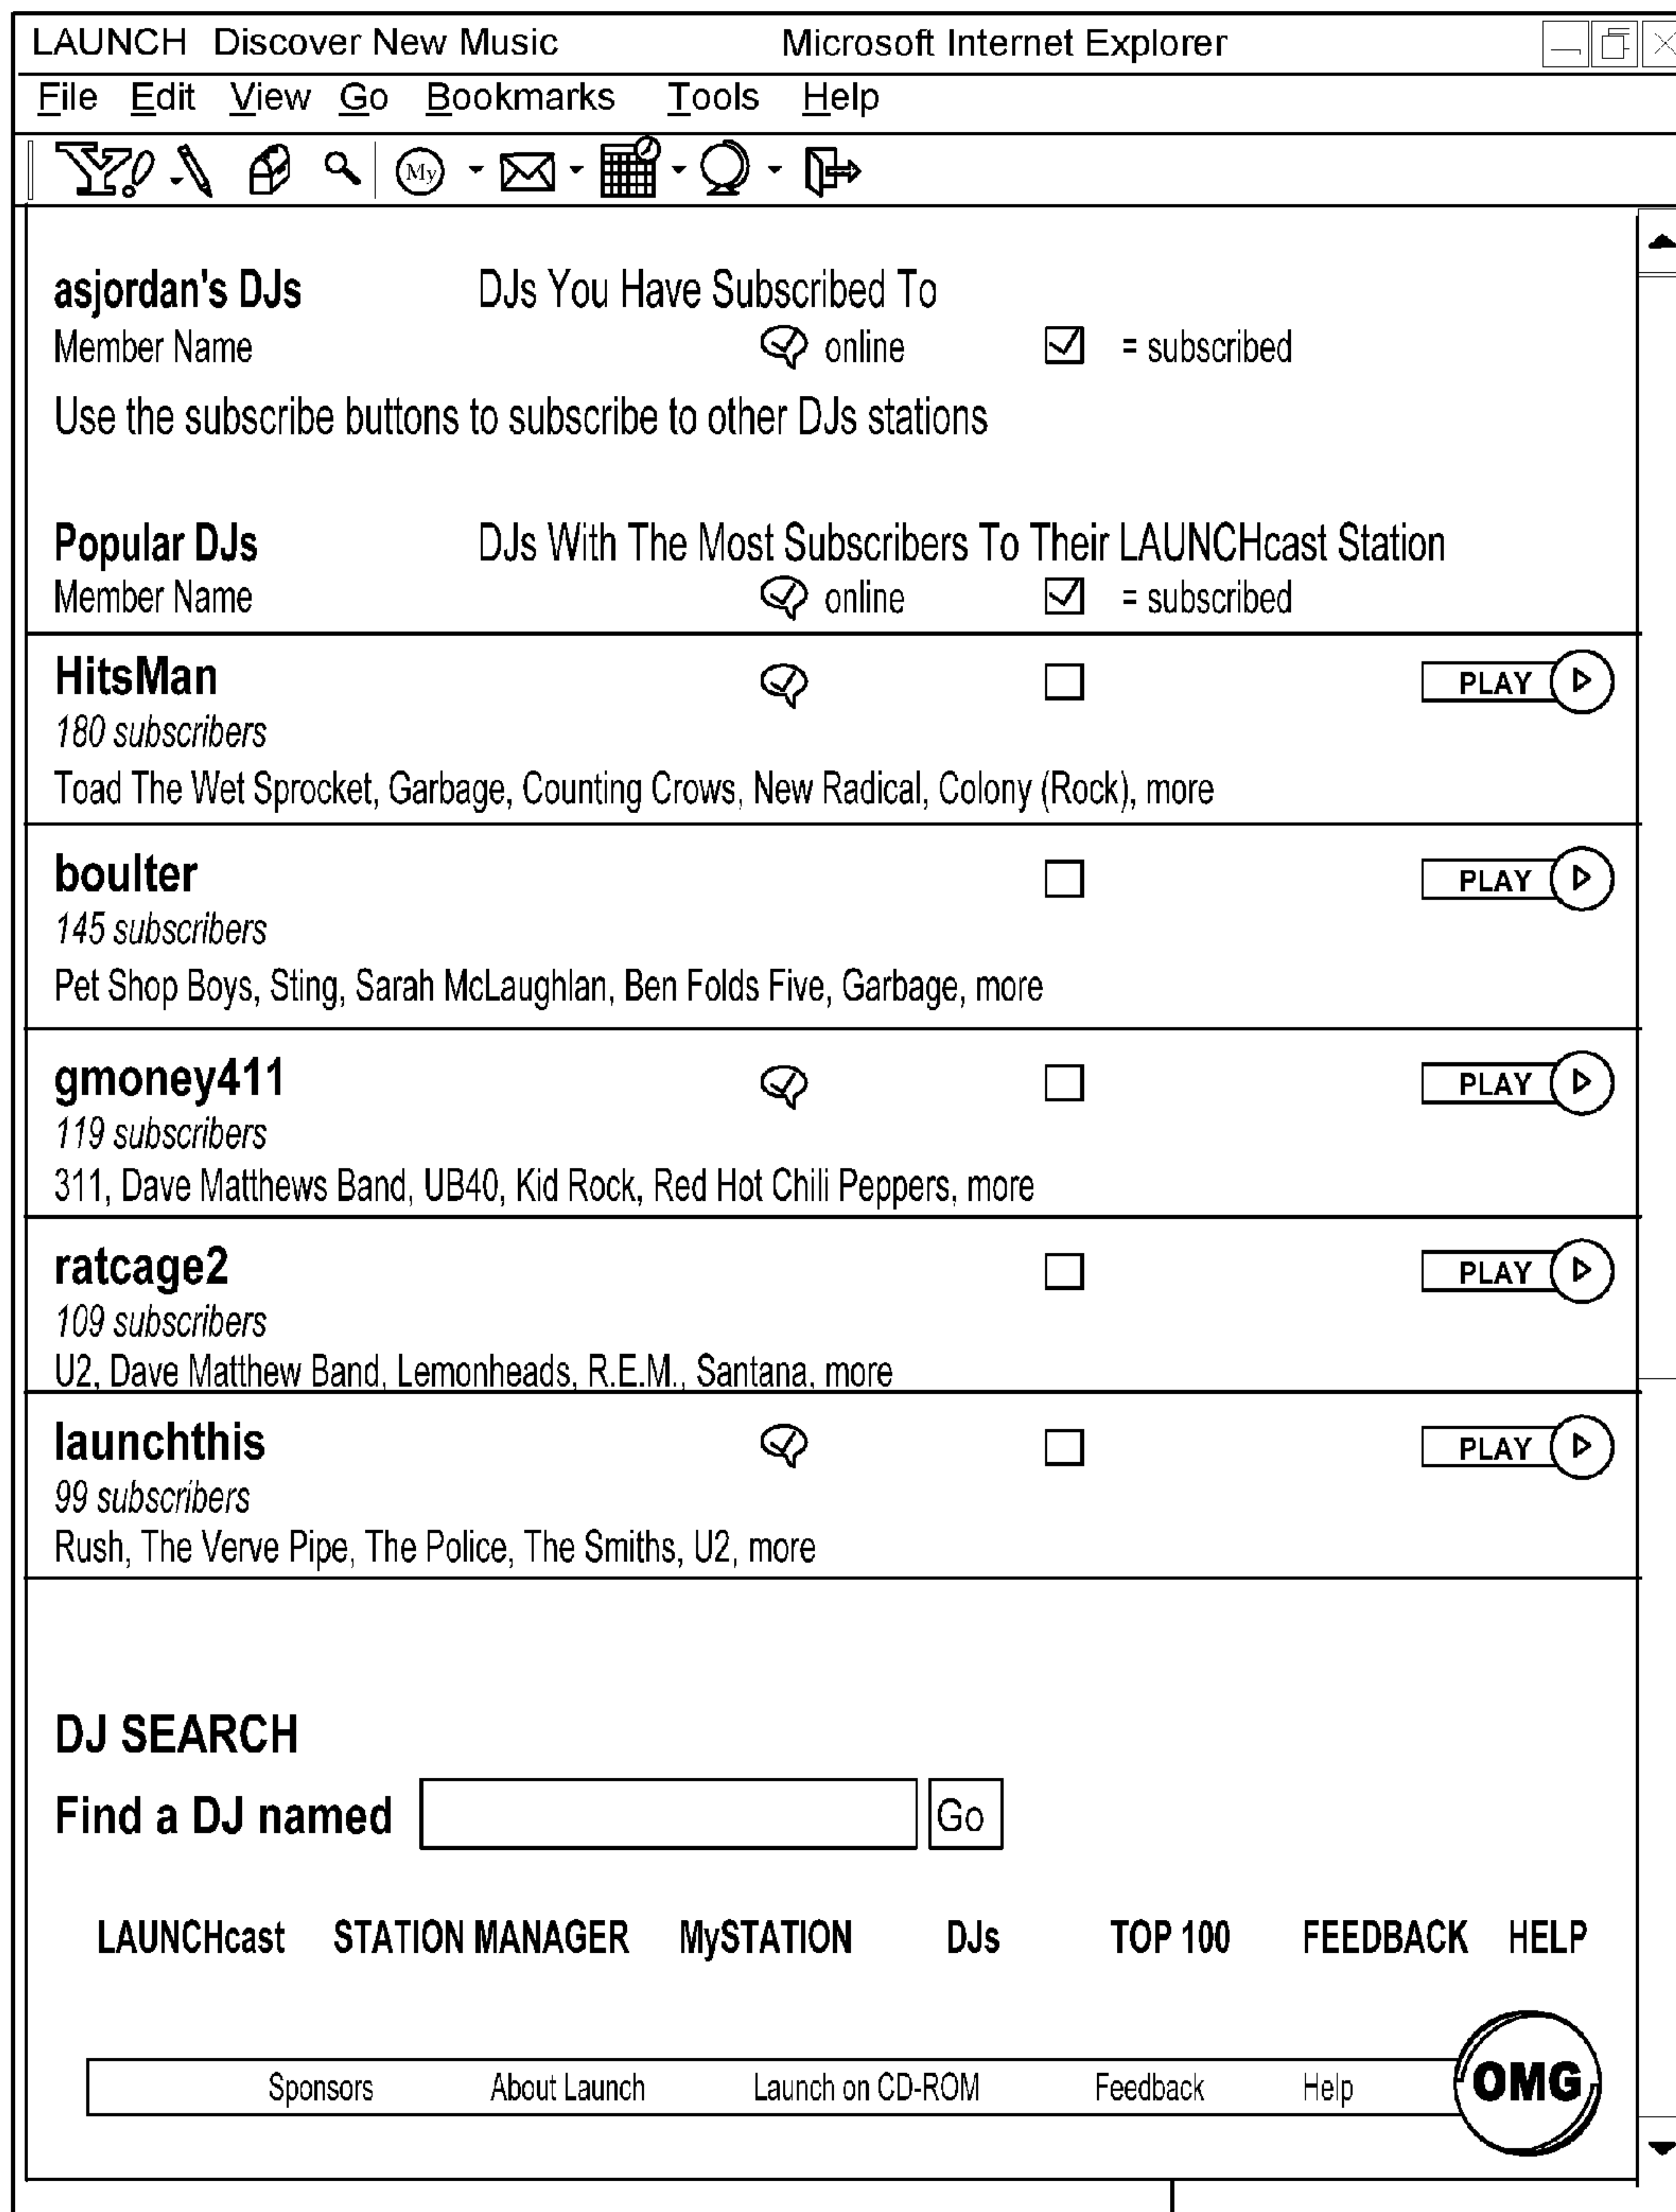 LAUNCH Discover New Music Microsoft Internet Explorer
File Edit View Go Bookmarks Tools Help
Y! My
asjordan's DJs DJs You Have Subscribed To
Member Name online = subscribed
Use the subscribe buttons to subscribe to other DJs stations
Popular DJs DJs With The Most Subscribers To Their LAUNCHcast Station
Member Name online = subscribed
HitsMan PLAY
180 subscribers
Toad The Wet Sprocket, Garbage, Counting Crows, New Radical, Colony (Rock), more
boulter PLAY
145 subscribers
Pet Shop Boys, Sting, Sarah McLaughlan, Ben Folds Five, Garbage, more
gmoney411 PLAY
119 subscribers
311, Dave Matthews Band, UB40, Kid Rock, Red Hot Chili Peppers, more
ratcage2 PLAY
109 subscribers
U2, Dave Matthew Band, Lemonheads, R.E.M., Santana, more
launchthis PLAY
99 subscribers
Rush, The Verve Pipe, The Police, The Smiths, U2, more
DJ SEARCH
Find a DJ named Go
LAUNCHcast STATION MANAGER MySTATION DJs TOP 100 FEEDBACK HELP
Sponsors About Launch Launch on CD-ROM Feedback Help OMG